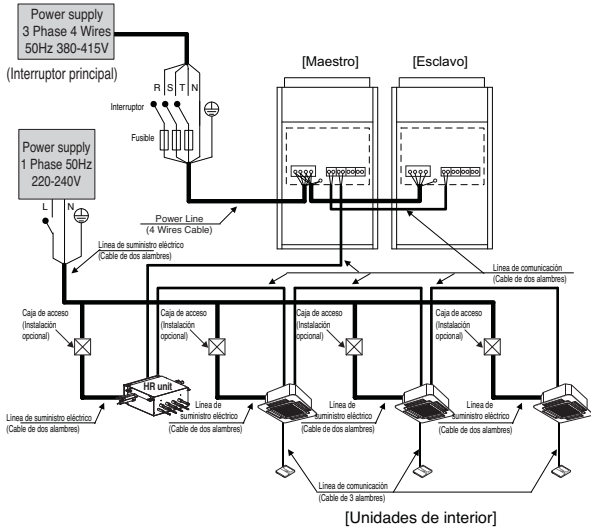 Power supply
3 Phase 4 Wires
50Hz 380-415V
(Interruptor principal)
[Maestro]
[Esclavo]
R S T N
Interruptor
Fusible
Power supply
1 Phase 50Hz
220-240V
L N
Power Line
(4 Wires Cable)
Línea de suministro eléctrico
(Cable de dos alambres)
Línea de comunicación
(Cable de dos alambres)
Caja de acceso
(Instalación
opcional)
Caja de acceso
(Instalación
opcional)
Caja de acceso
(Instalación
opcional)
Caja de acceso
(Instalación
opcional)
HR unit
Línea de suministro eléctrico
(Cable de dos alambres)
Línea de
suministro eléctrico
(Cable de dos alambres)
Línea de
suministro eléctrico
(Cable de dos alambres)
Línea de
suministro eléctrico
(Cable de dos alambres)
Línea de comunicación
(Cable de 3 alambres)
[Unidades de interior]